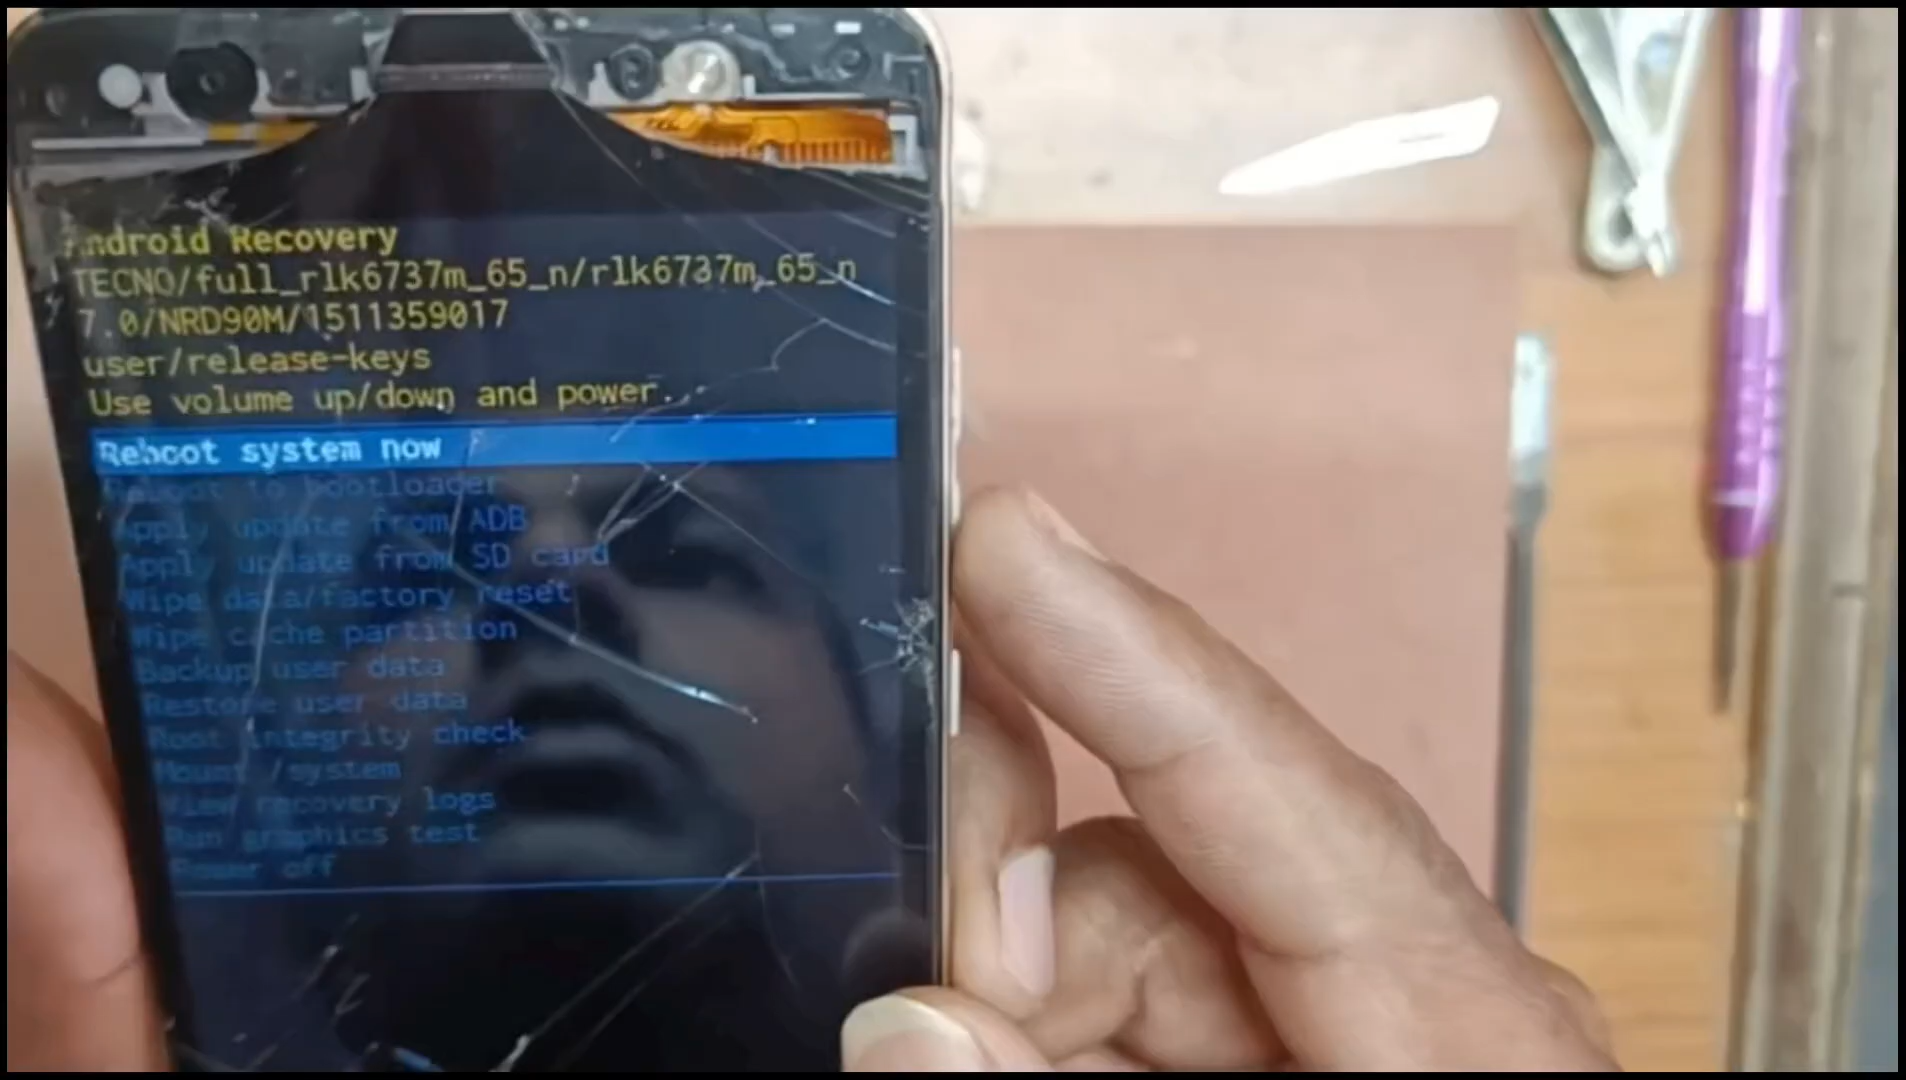 Android Recovery
TECNO/full_rlk6737m_65_n/rlk6737m_65_n
7.0/NRD90M/1511359017
user/release-keys
Use volume up/down and power.
Reboot system now
Reboot to bootloader
Apply update from ADB
Apply update from SD card
Wipe data/factory reset
Wipe cache partition
Backup user data
Restore user data
Root integrity check
Mount /system
View recovery logs
Run graphics test
Power off